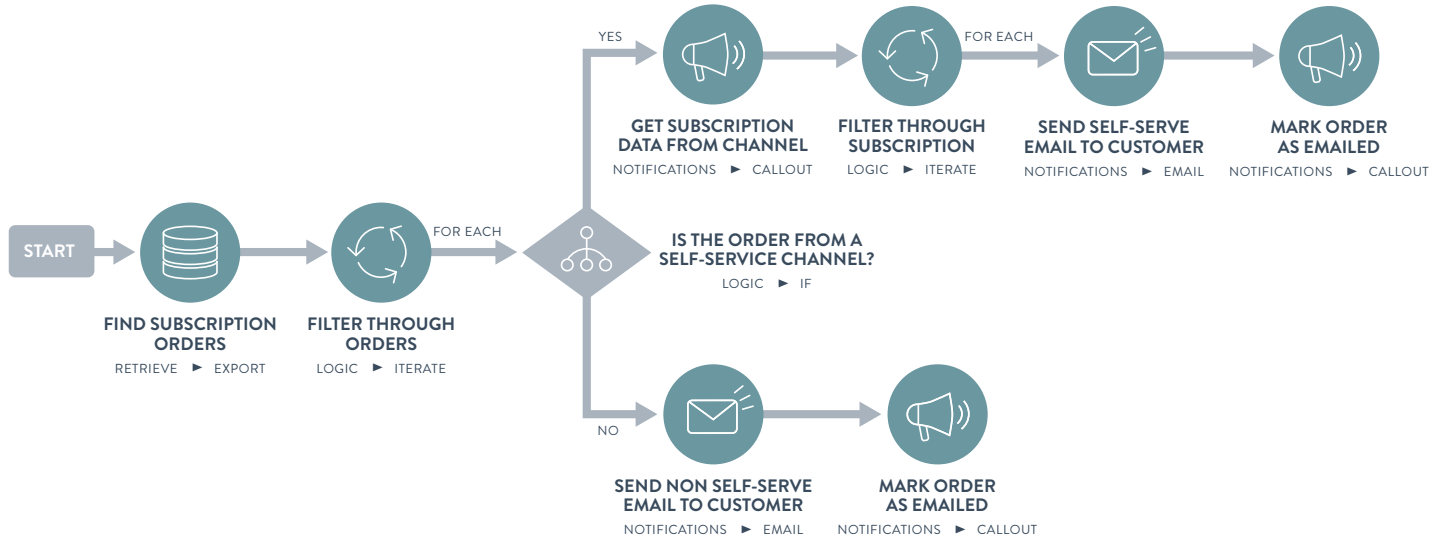 START
FIND SUBSCRIPTION
ORDERS
RETRIEVE ► EXPORT
FILTER THROUGH
ORDERS
LOGIC ► ITERATE
FOR EACH
IS THE ORDER FROM A
SELF-SERVICE CHANNEL?
LOGIC ► IF
YES
GET SUBSCRIPTION
DATA FROM CHANNEL
NOTIFICATIONS ► CALLOUT
FILTER THROUGH
SUBSCRIPTION
LOGIC ► ITERATE
FOR EACH
SEND SELF-SERVE
EMAIL TO CUSTOMER
NOTIFICATIONS ► EMAIL
MARK ORDER
AS EMAILED
NOTIFICATIONS ► CALLOUT
NO
SEND NON SELF-SERVE
EMAIL TO CUSTOMER
NOTIFICATIONS ► EMAIL
MARK ORDER
AS EMAILED
NOTIFICATIONS ► CALLOUT